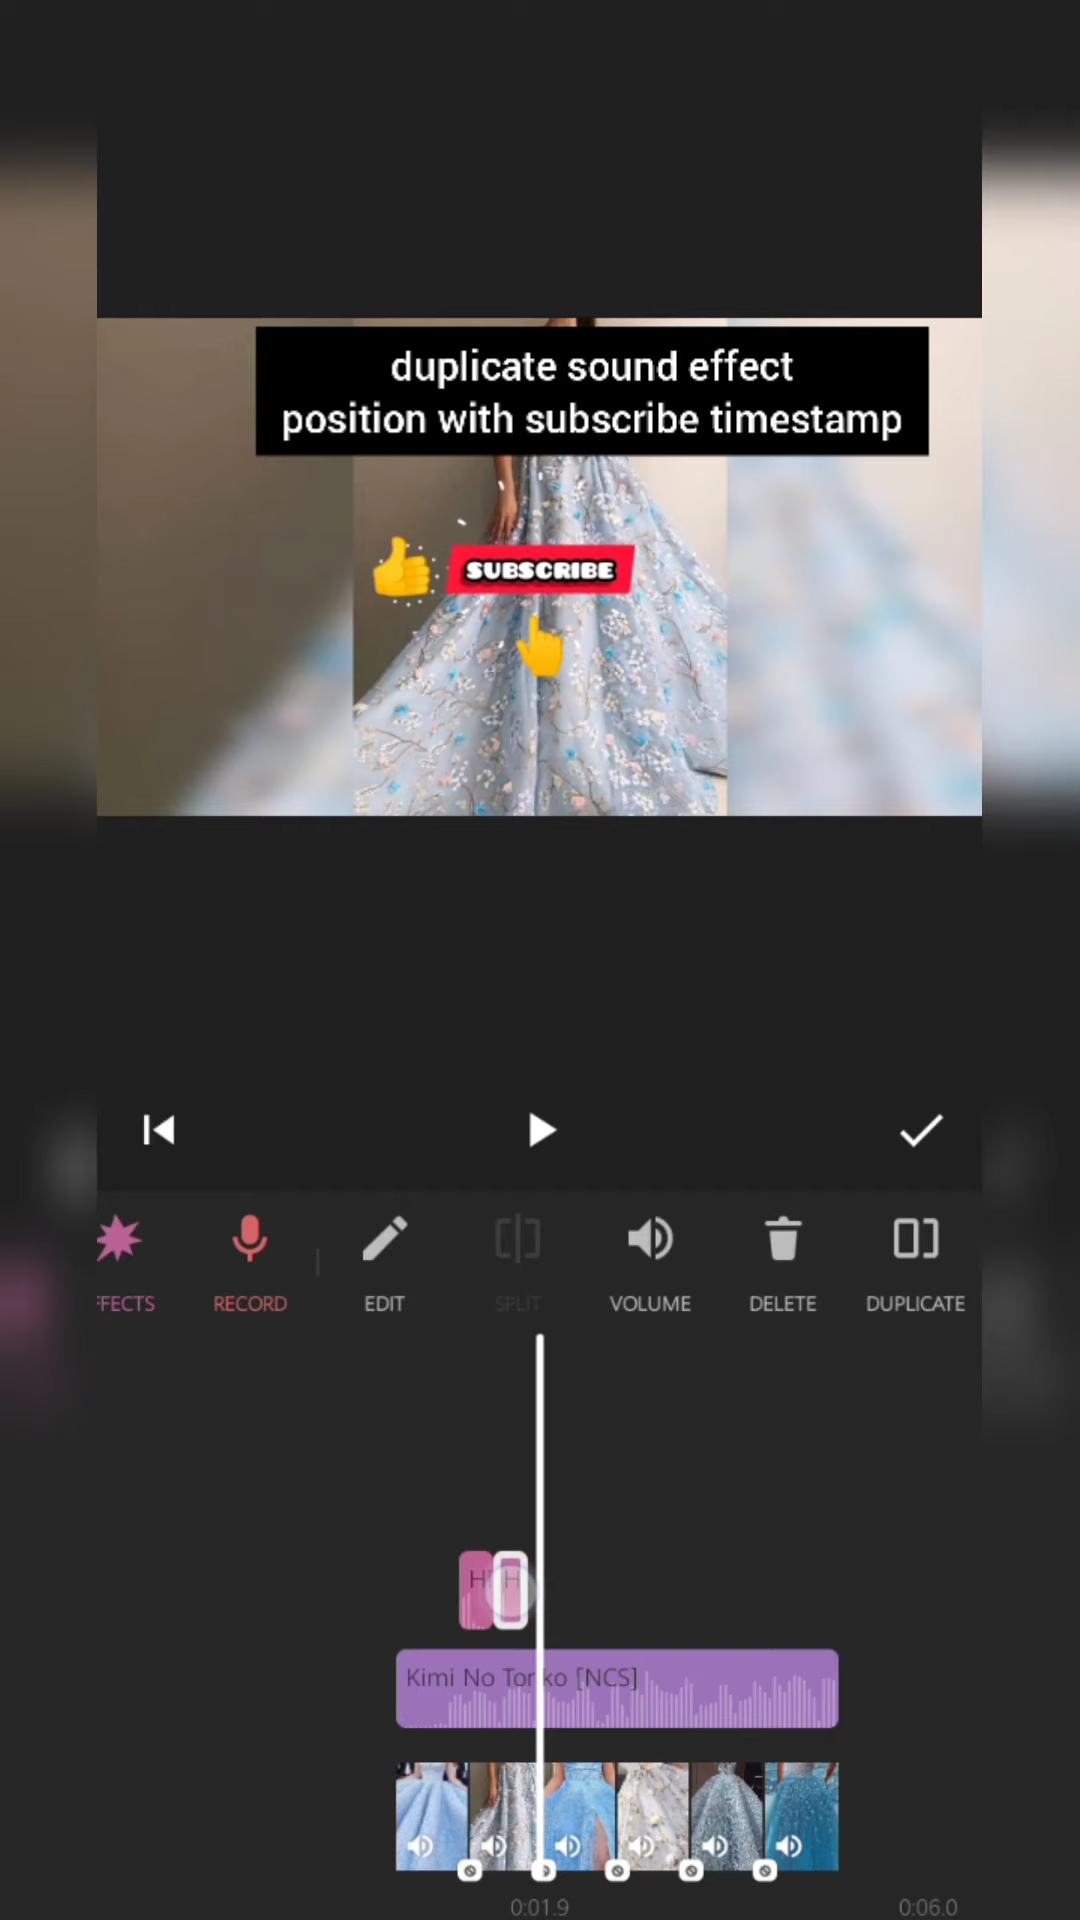 duplicate sound effect
position with subscribe timestamp
SUBSCRIBE
FFECTS
RECORD
EDIT
SPLIT
VOLUME
DELETE
DUPLICATE
H
H
Kimi No Toriko [NCS]
0:01.9
0:06.0